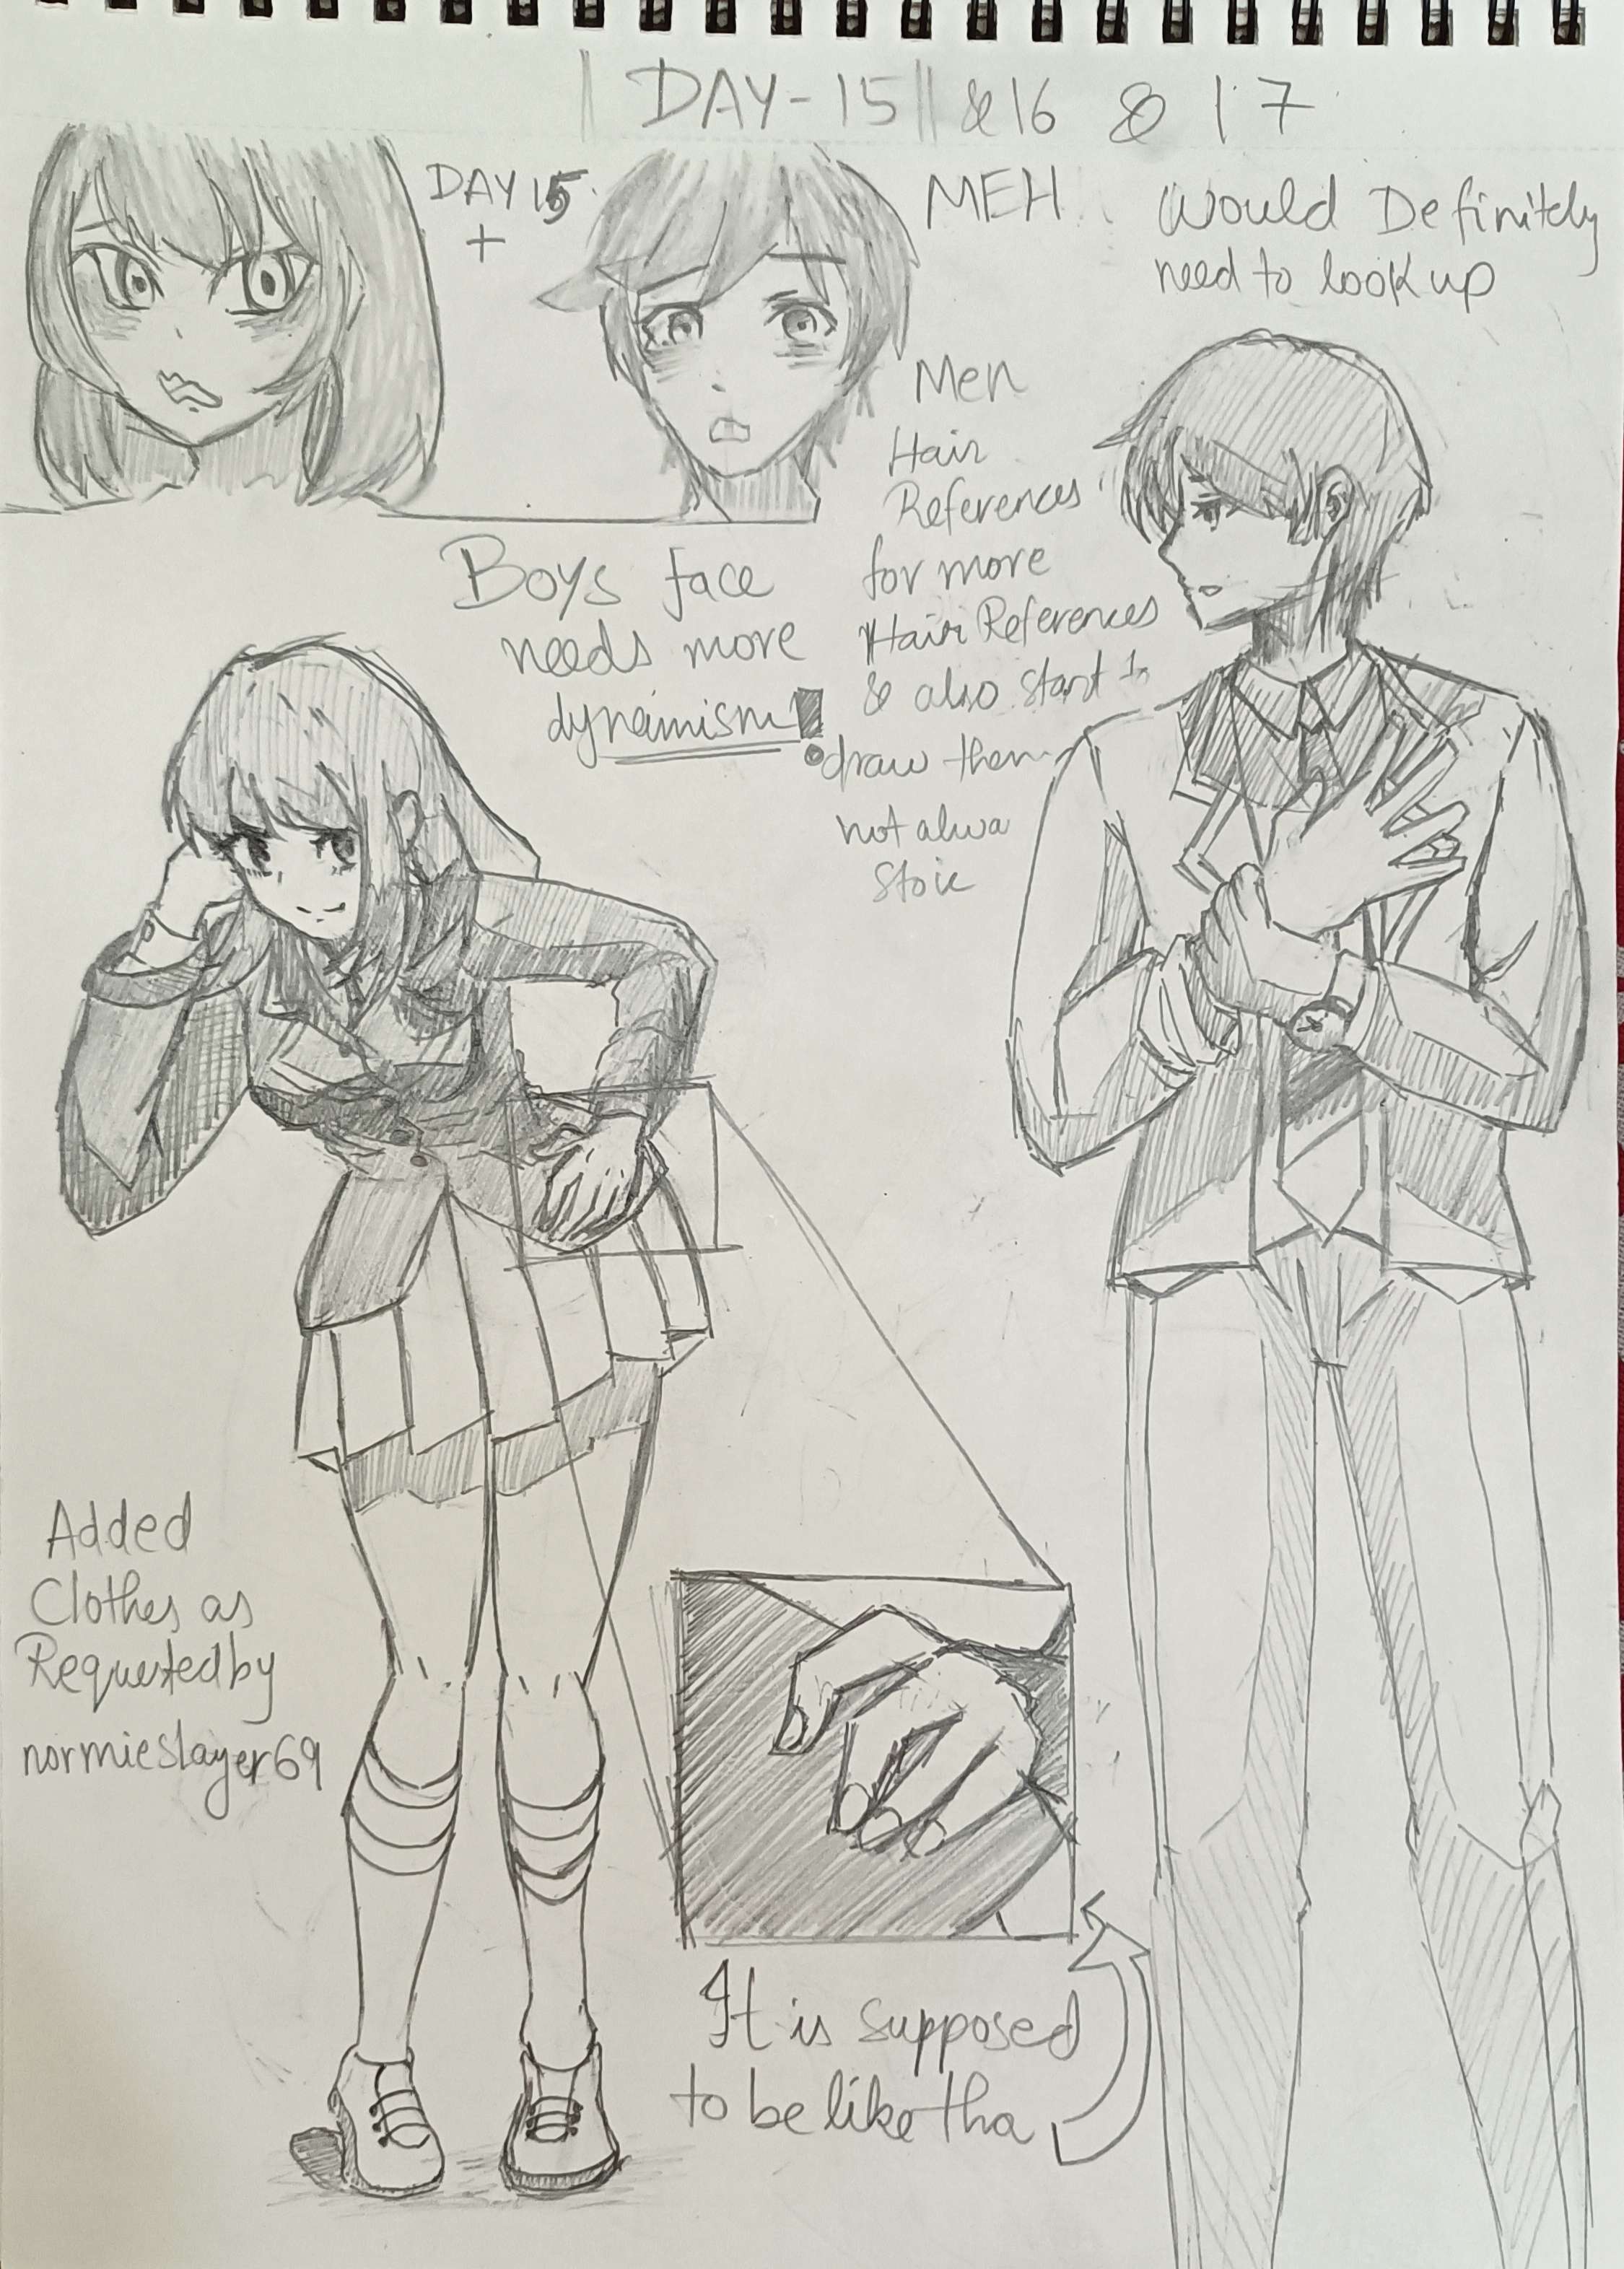 DAY-15 & 16 & 17
DAY 15
+
MEH
Would Definitely
need to look up
Men
Hair
References
for more
Hair References
& also start to
draw them
not alwa
stoic
Boys face
needs more
dynamism!
Added
Clothes as
Requested by
normieslayer69
It is supposed
to be like tha